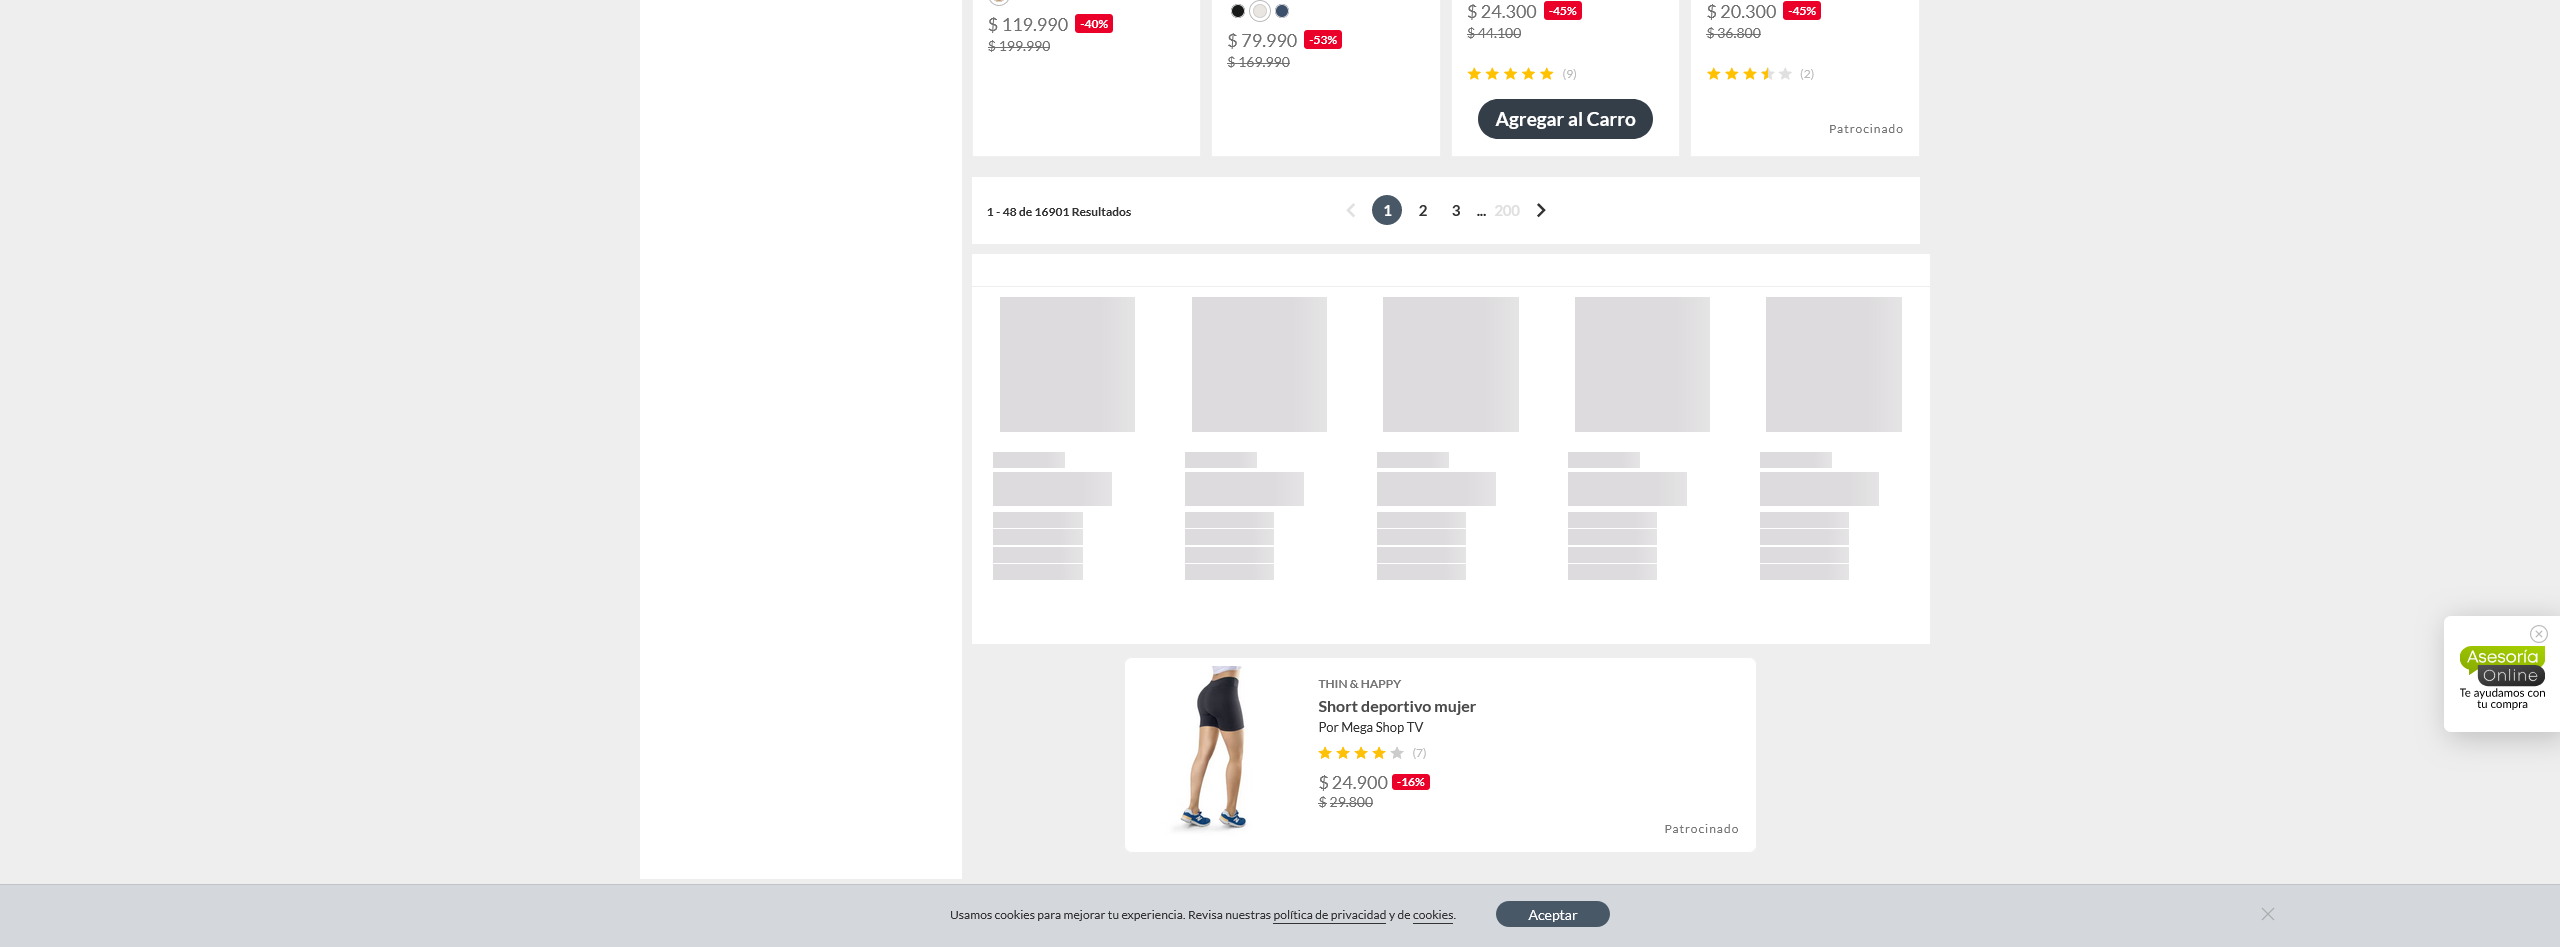 $ 119.990 -40%
$ 199.990
$ 79.990 -53%
$ 169.990
$ 24.300 -45%
$ 44.100
(9)
Agregar al Carro
$ 20.300 -45%
$ 36.800
(2)
Patrocinado
1 - 48 de 16901 Resultados
1 2 3 ... 200
THIN & HAPPY
Short deportivo mujer
Por Mega Shop TV
(7)
$ 24.900 -16%
$ 29.800
Patrocinado
Asesoría
Online
Te ayudamos con
tu compra
Usamos cookies para mejorar tu experiencia. Revisa nuestras política de privacidad y de cookies.
Aceptar